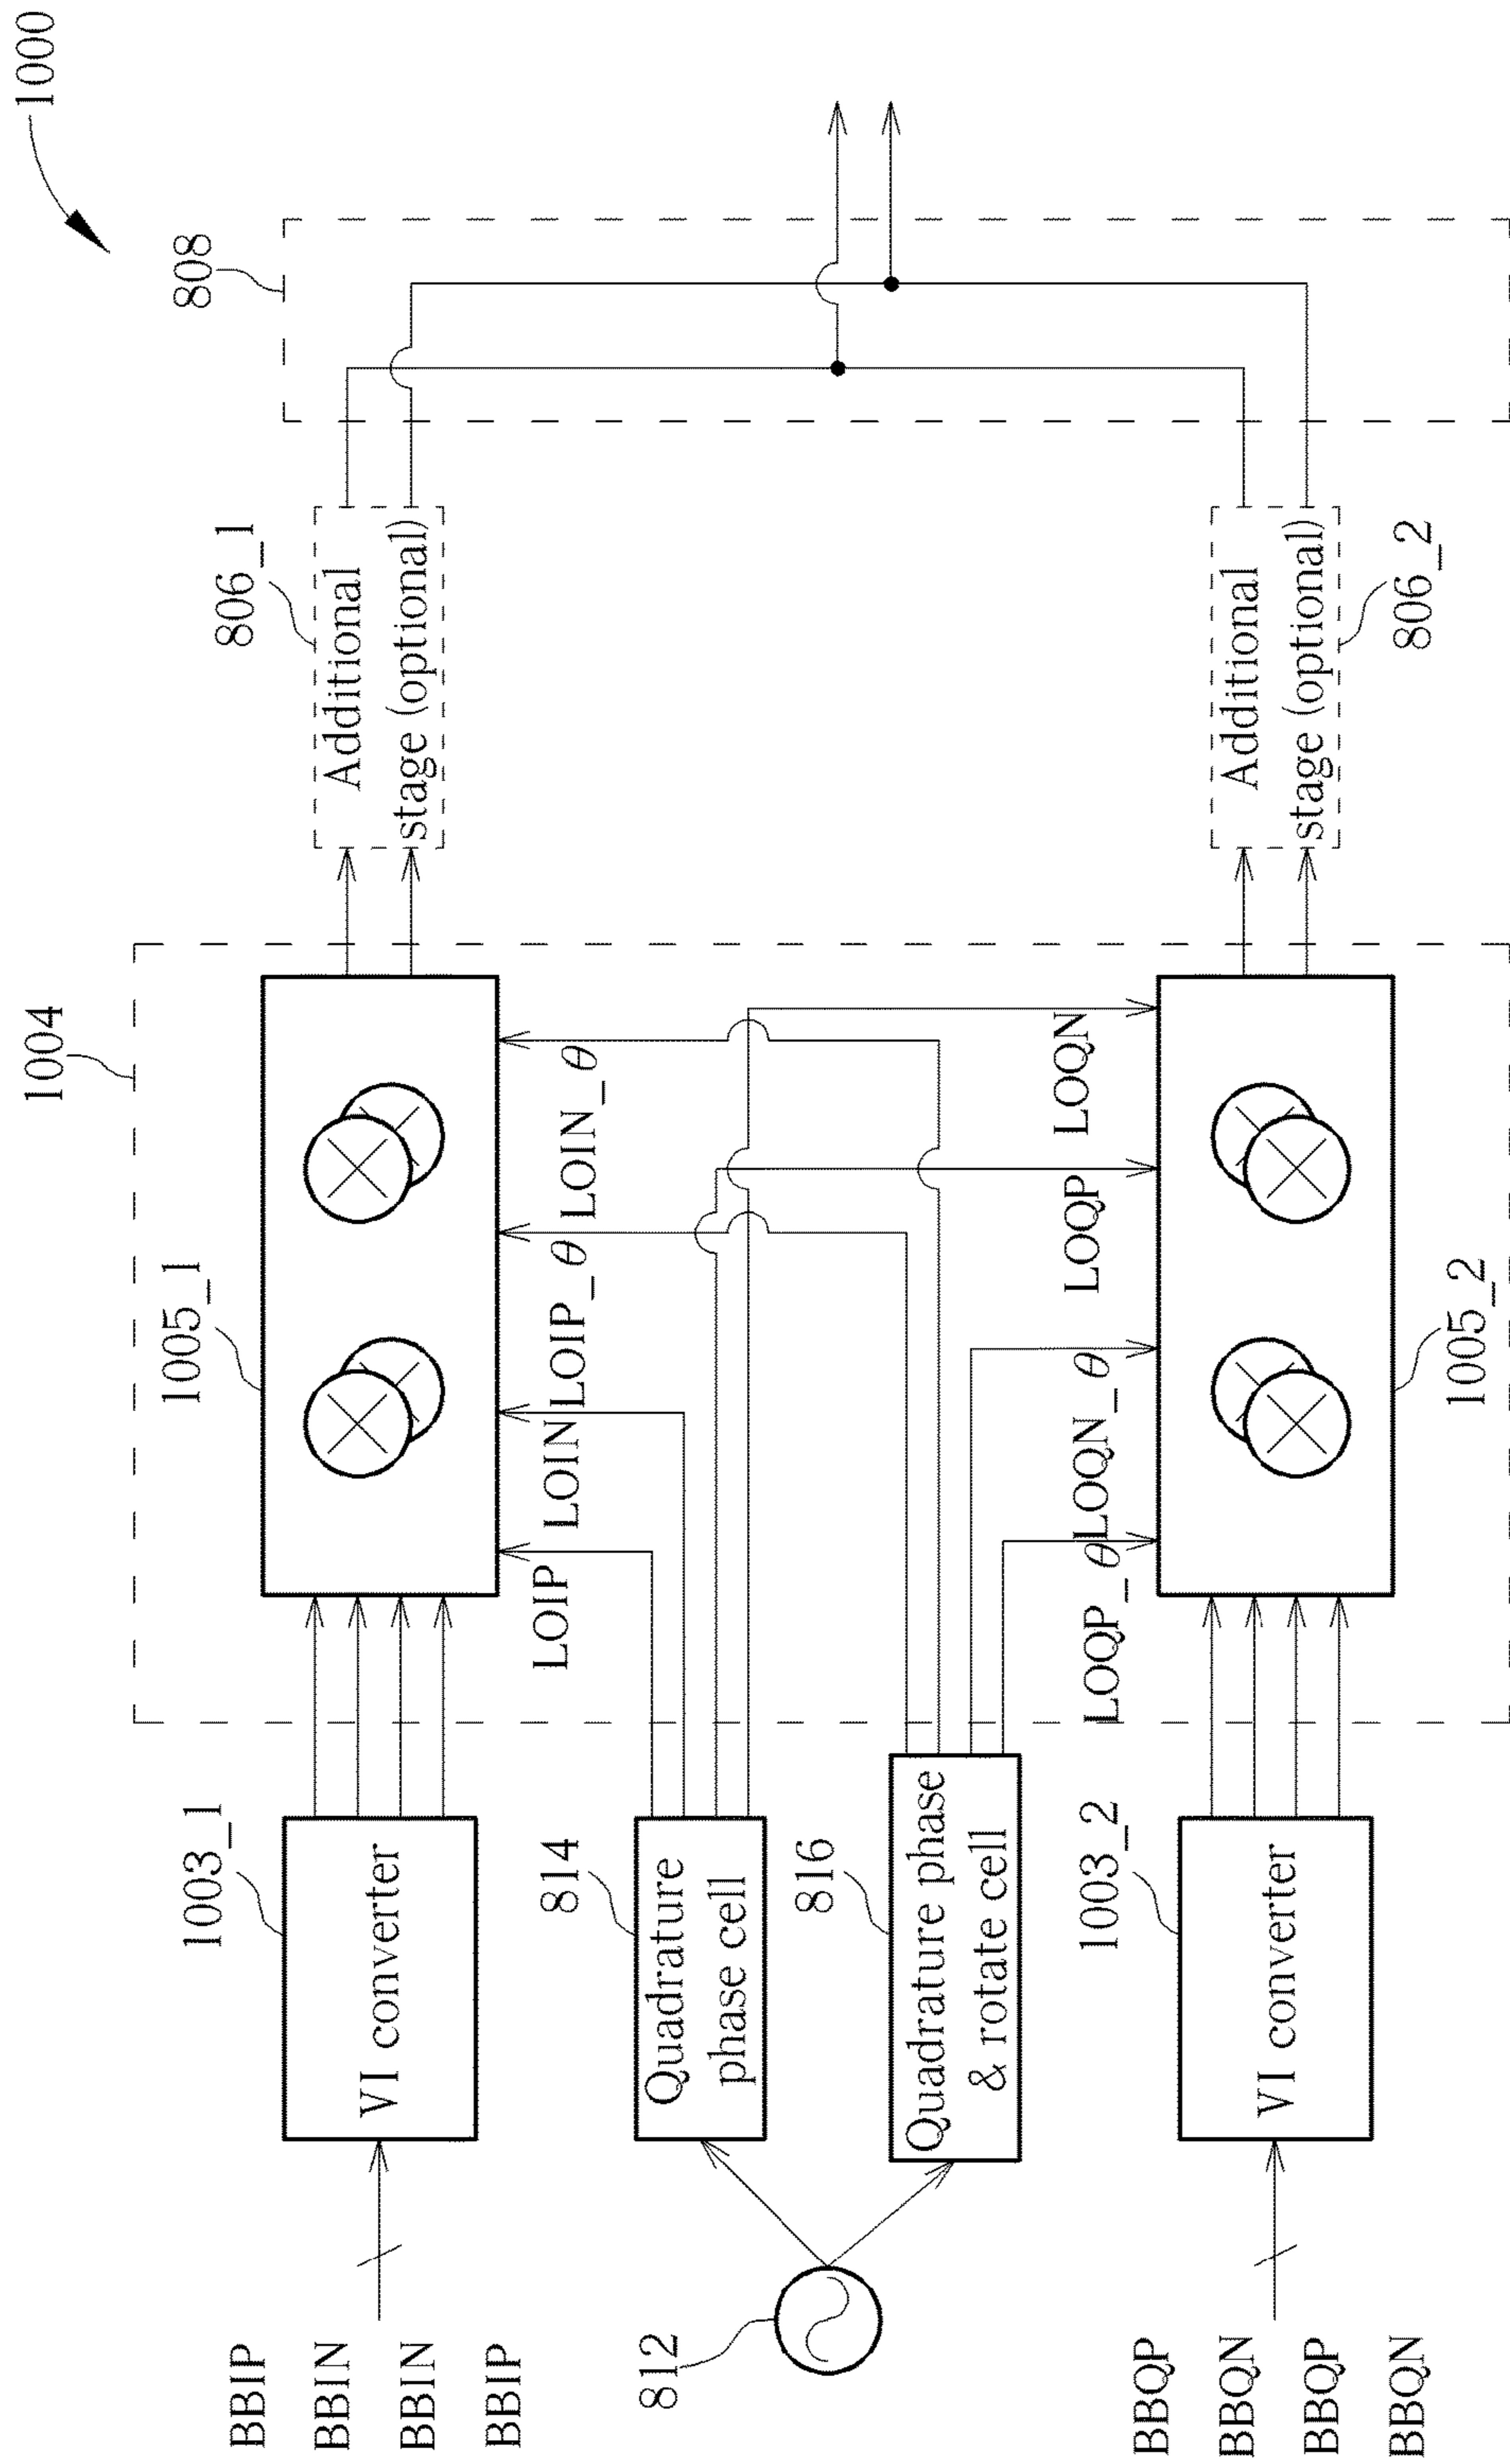 1000
808
806_1
Additional
stage (optional)
1004
1005_1
LOIP
LOIN
LOIP_θ
LOIN_θ
1003_1
VI converter
BBIP
BBIN
BBIN
BBIP
814
Quadrature
phase cell
812
816
Quadrature phase
& rotate cell
LOQP_θ
LOQN_θ
LOQP
LOQN
1003_2
VI converter
BBQP
BBQN
BBQP
BBQN
1005_2
Additional
stage (optional)
806_2